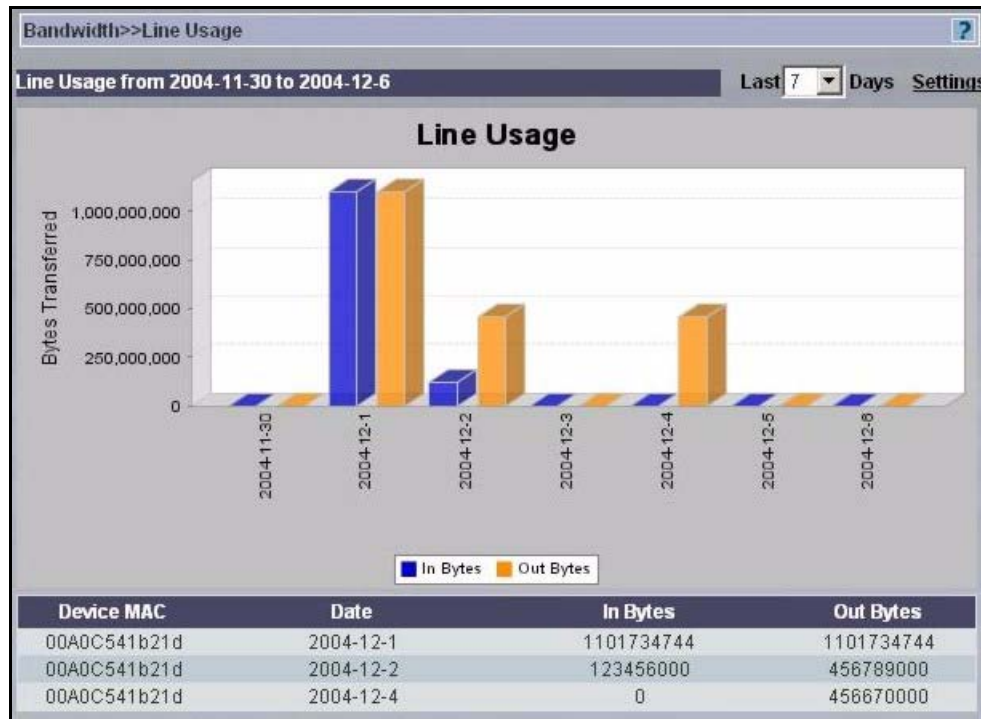 Bandwidth>>Line Usage ?
Line Usage from 2004-11-30 to 2004-12-6 Last 7 Days Settings
Line Usage
Bytes Transferred
1,000,000,000
750,000,000
500,000,000
250,000,000
0
2004-11-30 2004-12-1 2004-12-2 2004-12-3 2004-12-4 2004-12-5 2004-12-6
In Bytes Out Bytes
Device MAC Date In Bytes Out Bytes
00A0C541b21d 2004-12-1 1101734744 1101734744
00A0C541b21d 2004-12-2 123456000 456789000
00A0C541b21d 2004-12-4 0 456670000